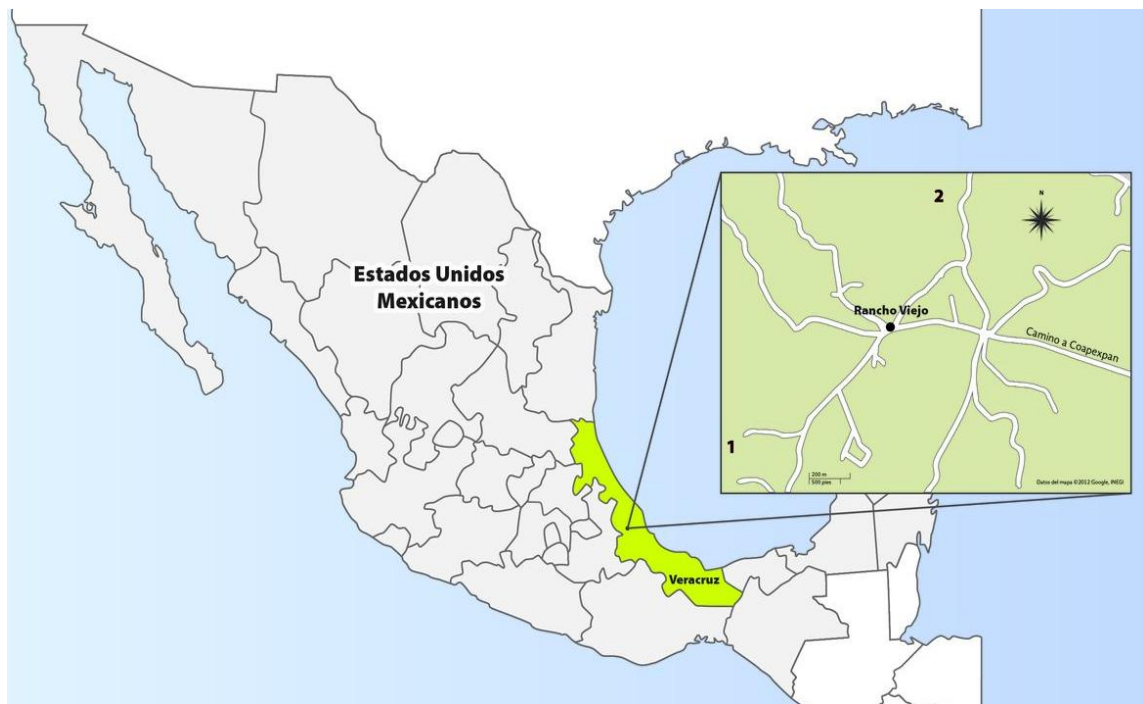 Estados Unidos
Mexicanos
Veracruz
2
N
Rancho Viejo
Camino a Coapexpan
1
200 m
500 pies
Datos del mapa ©2012 Google, INEGI